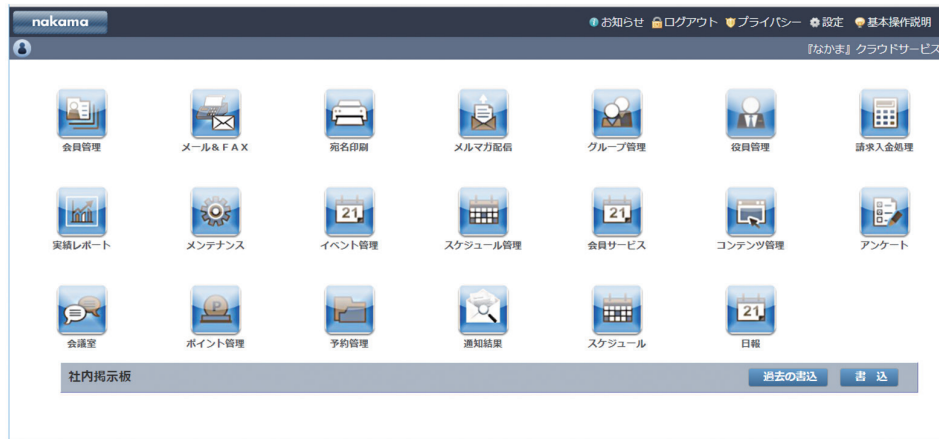 nakama
お知らせ ログアウト プライバシー 設定 基本操作説明
『なかま』クラウドサービス
会員管理 メール&FAX 宛名印刷 メルマガ配信 グループ管理 役員管理 請求入金処理
21 21
実績レポート メンテナンス イベント管理 スケジュール管理 会員サービス コンテンツ管理 アンケート
P 21
会議室 ポイント管理 予約管理 通知結果 スケジュール 日報
社内掲示板 過去の書込 書 込